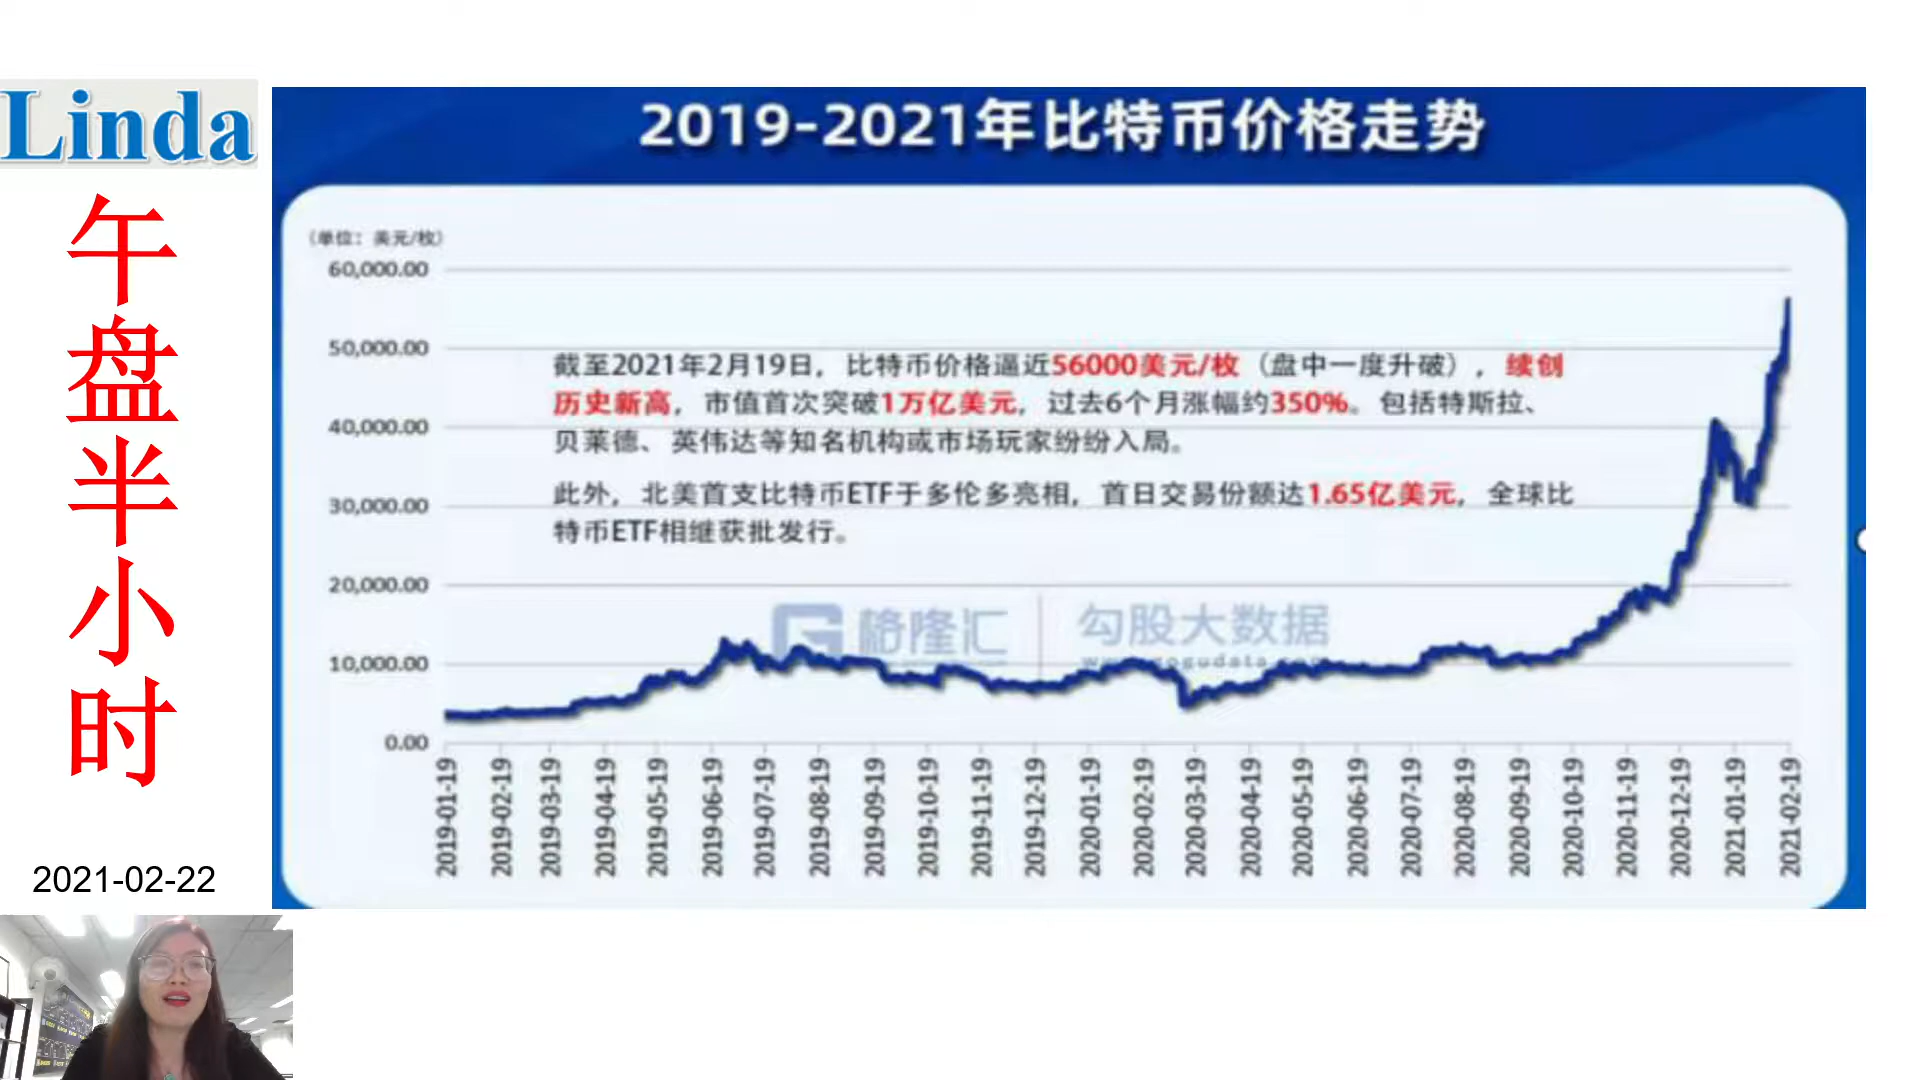 Linda
午
盘
半
小
时
2021-02-22
2019-2021年比特币价格走势
(单位：美元/枚)
60,000.00
50,000.00
40,000.00
30,000.00
20,000.00
10,000.00
0.00
截至2021年2月19日，比特币价格逼近56000美元/枚（盘中一度升破），续创
历史新高，市值首次突破1万亿美元，过去6个月涨幅约350%。包括特斯拉、
贝莱德、英伟达等知名机构或市场玩家纷纷入局。
此外，北美首支比特币ETF于多伦多亮相，首日交易份额达1.65亿美元，全球比
特币ETF相继获批发行。
格隆汇
勾股大数据
2019-01-19
2019-02-19
2019-03-19
2019-04-19
2019-05-19
2019-06-19
2019-07-19
2019-08-19
2019-09-19
2019-10-19
2019-11-19
2019-12-19
2020-01-19
2020-02-19
2020-03-19
2020-04-19
2020-05-19
2020-06-19
2020-07-19
2020-08-19
2020-09-19
2020-10-19
2020-11-19
2020-12-19
2021-01-19
2021-02-19